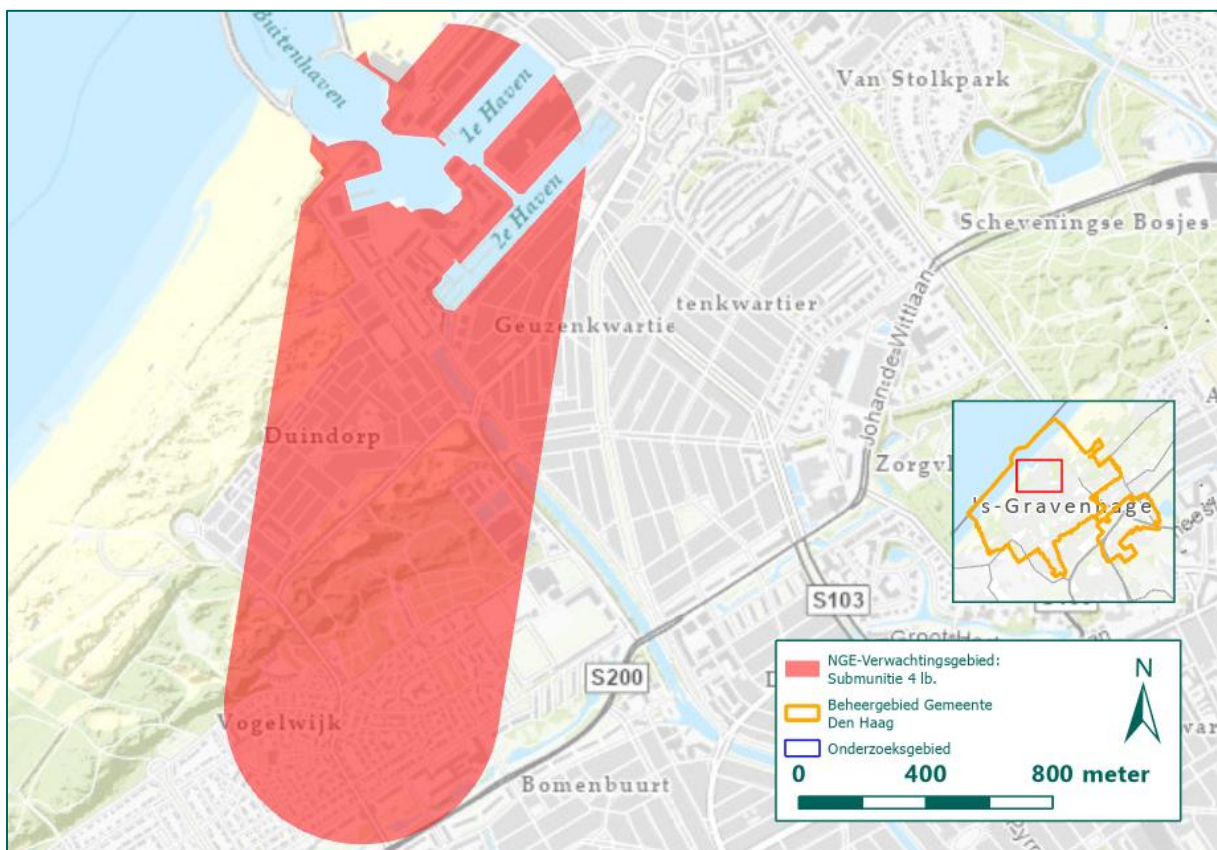 Buitenhaven
1e Haven
2e Haven
Van Stolkpark
Scheveningse Bosjes
tenkwartier
Geuzenkwartie
Johan de Wittlaan
Duindorp
Zorgv
's-Gravenhage
S103
S200
Vogelwijk
Bomenbuurt
NGE-Verwachtingsgebied:
Submunitie 4 lb.
Beheergebied Gemeente
Den Haag
Onderzoeksgebied
N
0 400 800 meter